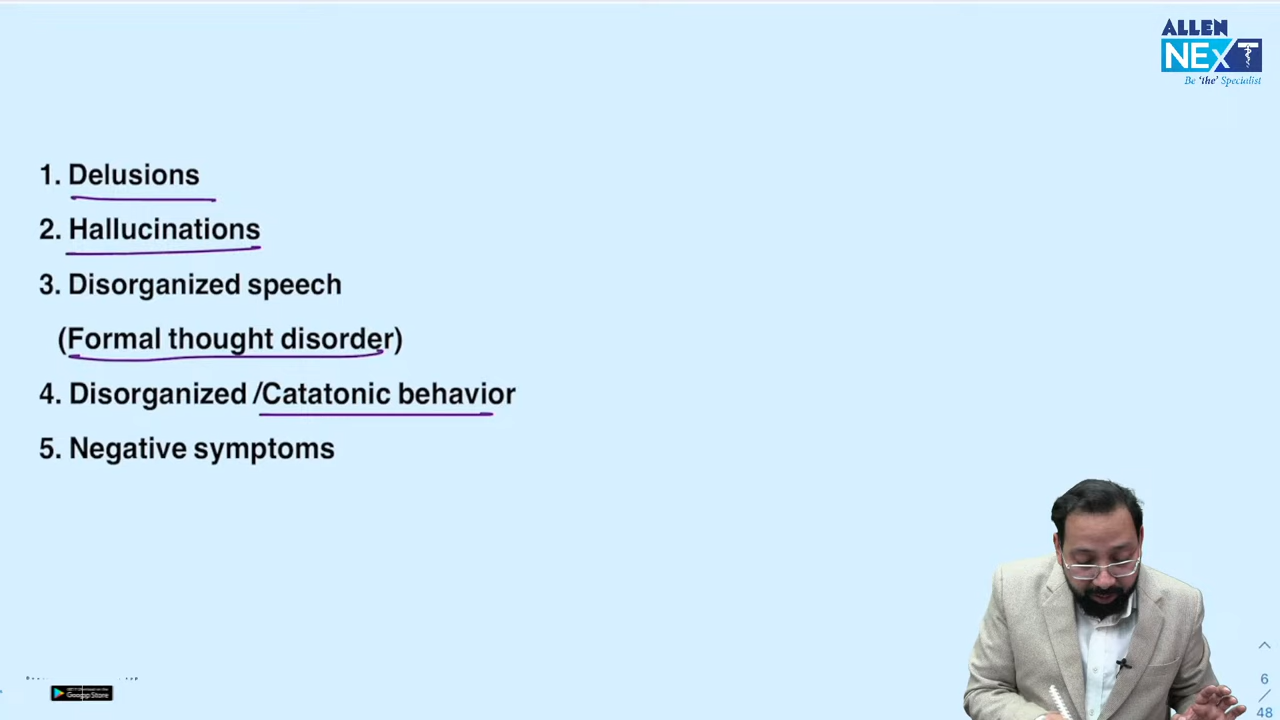 ALLEN
NExT
Be 'the' Specialist
1. Delusions
2. Hallucinations
3. Disorganized speech
(Formal thought disorder)
4. Disorganized /Catatonic behavior
5. Negative symptoms
6
/
48